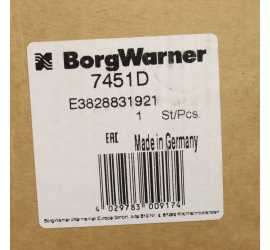 BorgWarner
7451D
E3828831921
1 St/Pcs.
EAC Made in Germany
4 029783 009174